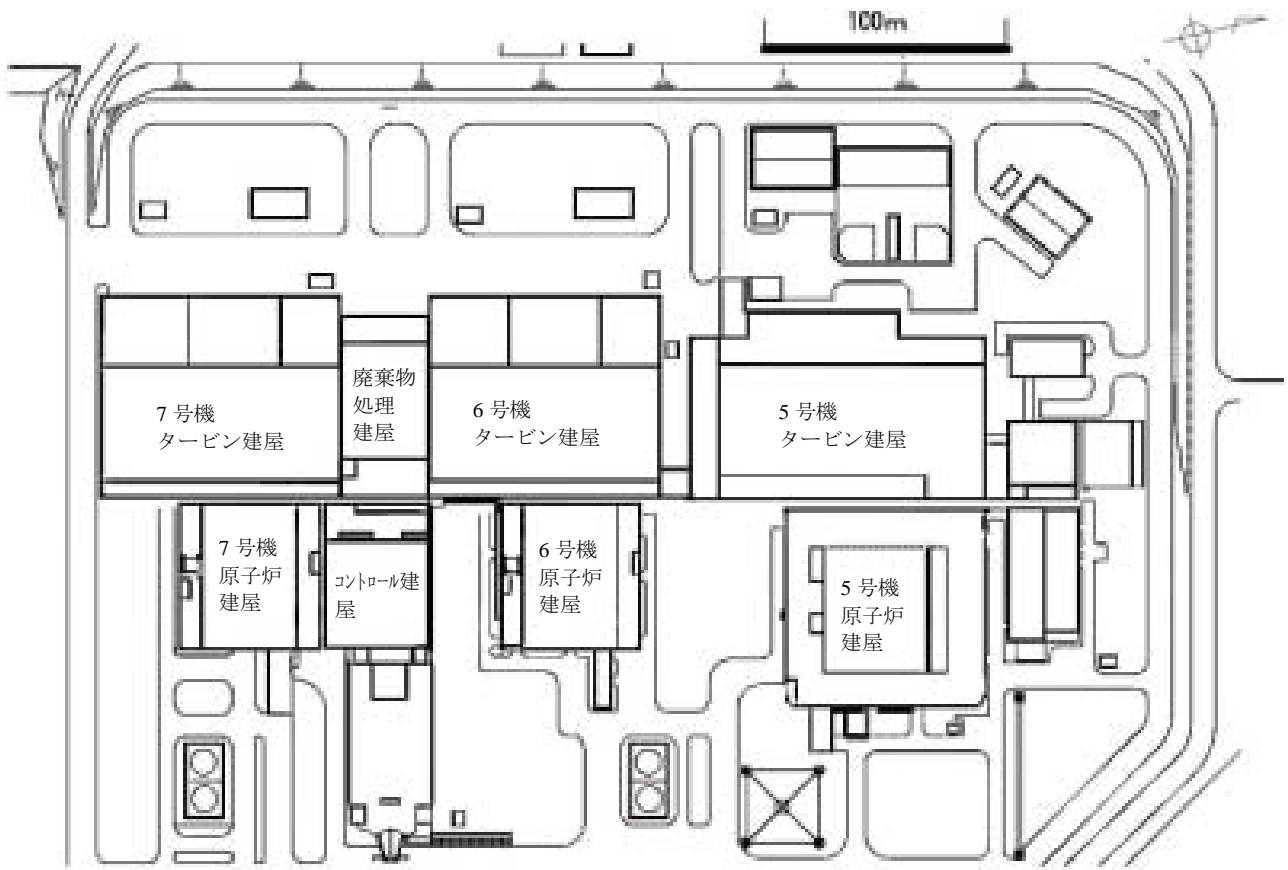 100m
7 号機
タービン建屋
廃棄物
処理
建屋
6 号機
タービン建屋
5 号機
タービン建屋
7 号機
原子炉
建屋
コントロール建
屋
6 号機
原子炉
建屋
5 号機
原子炉
建屋